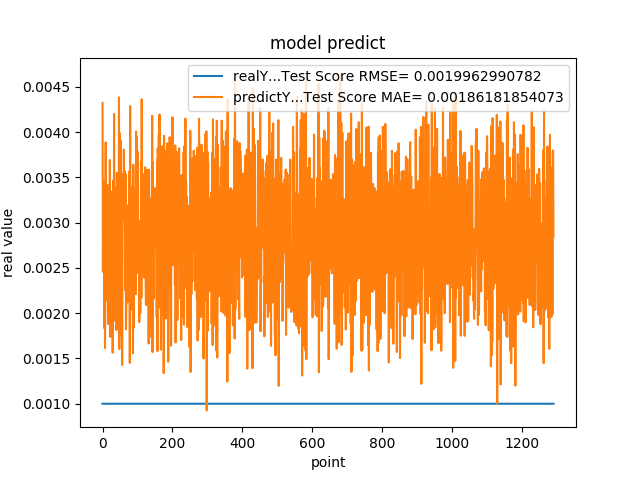 model predict
realY...Test Score RMSE= 0.0019962990782
predictY...Test Score MAE= 0.00186181854073
0.0045
0.0040
0.0035
0.0030
0.0025
0.0020
0.0015
0.0010
real value
0 200 400 600 800 1000 1200
point